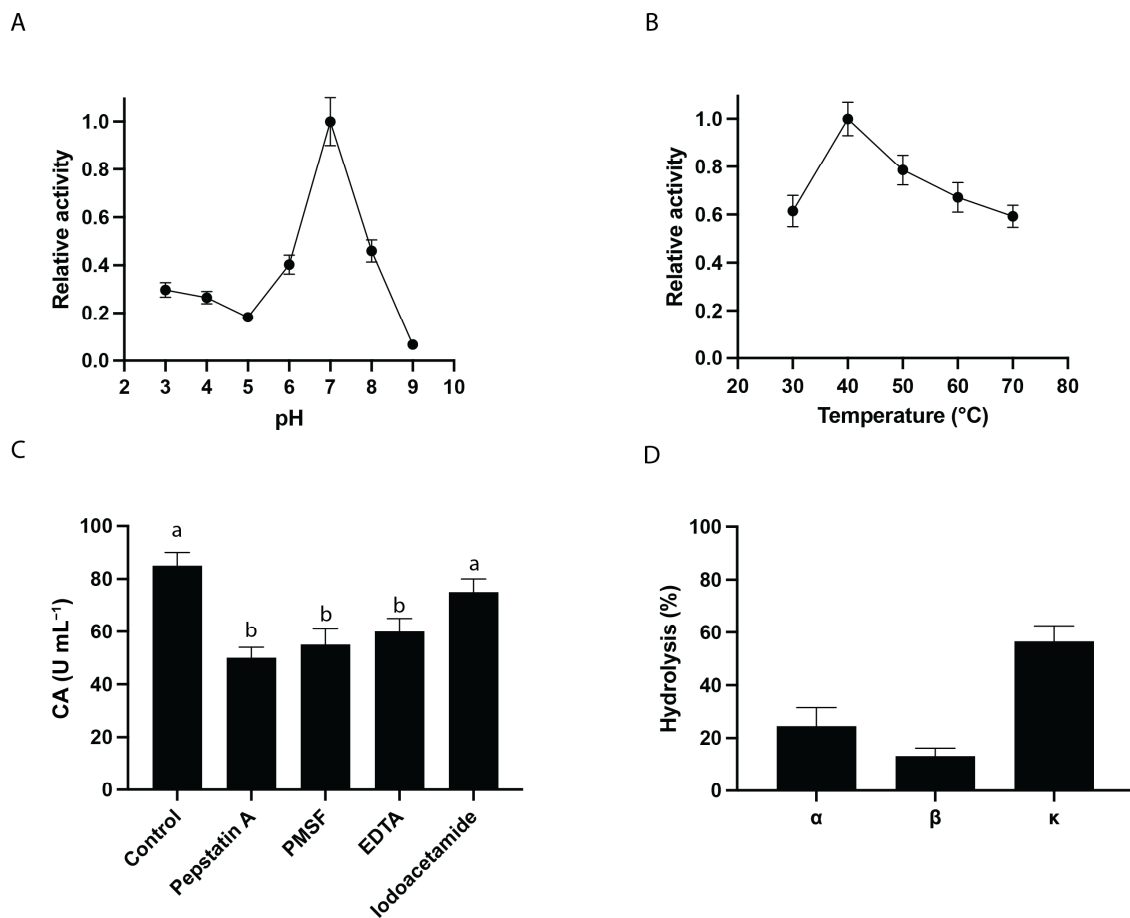 A
Relative activity
1.0
0.8
0.6
0.4
0.2
0.0
2 3 4 5 6 7 8 9 10
pH
B
Relative activity
1.0
0.8
0.6
0.4
0.2
0.0
20 30 40 50 60 70 80
Temperature (°C)
C
CA (U mL⁻¹)
100
80
60
40
20
0
a
b
b
b
a
Control
Pepstatin A
PMSF
EDTA
Iodoacetamide
D
Hydrolysis (%)
100
80
60
40
20
0
α β κ